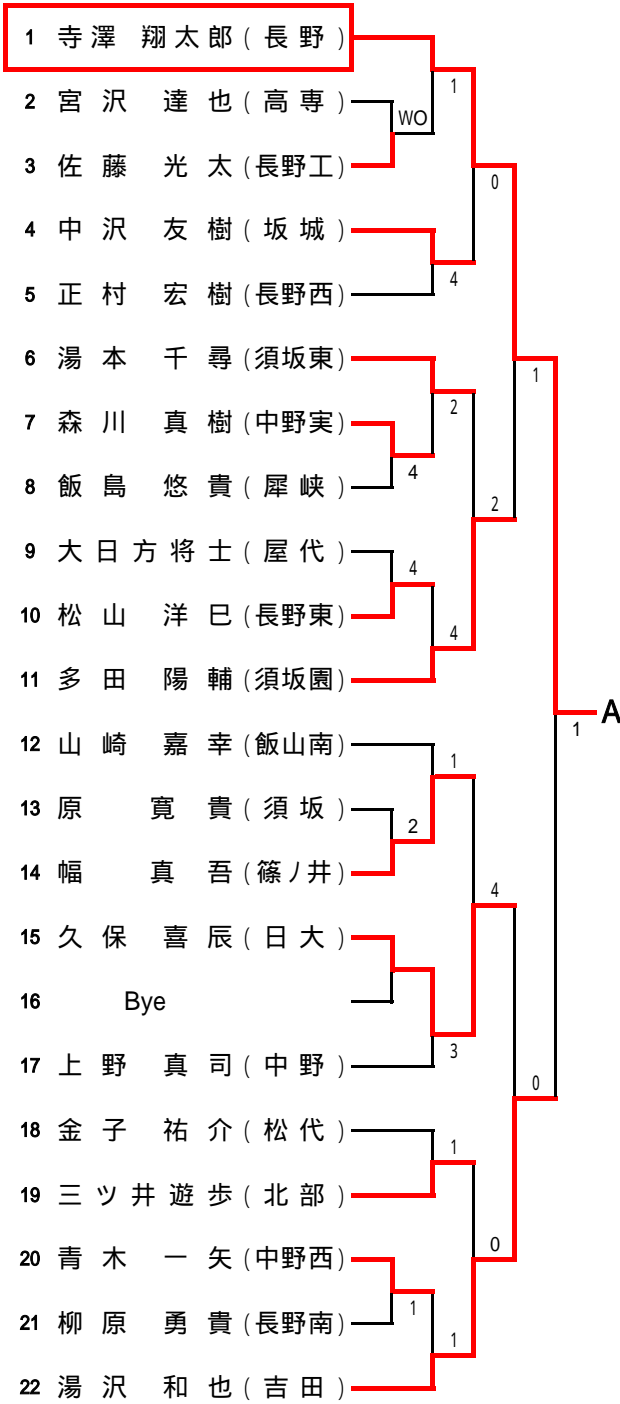 1 寺澤 翔太郎(長野)
1
2 宮沢 達也(高専)
WO
3 佐藤 光太(長野工)
0
4 中沢 友樹(坂城)
4
5 正村 宏樹(長野西)
6 湯本 千尋(須坂東)
1
2
7 森川 真樹(中野実)
4
8 飯島 悠貴(犀峡)
2
9 大日方将士(屋代)
4
10 松山 洋巳(長野東)
4
11 多田 陽輔(須坂園)
A
1
12 山崎 嘉幸(飯山南)
1
13 原 寛貴(須坂)
2
14 幅 真吾(篠ノ井)
4
15 久保 喜辰(日大)
16 Bye
3
17 上野 真司(中野)
0
18 金子 祐介(松代)
1
19 三ツ井遊歩(北部)
0
20 青木 一矢(中野西)
1
21 柳原 勇貴(長野南)
1
22 湯沢 和也(吉田)